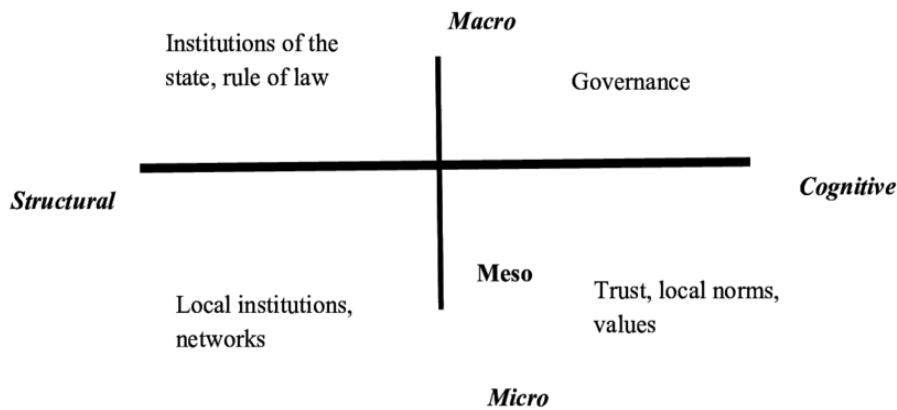 Macro
Institutions of the
state, rule of law
Governance
Structural
Cognitive
Meso
Local institutions,
networks
Trust, local norms,
values
Micro